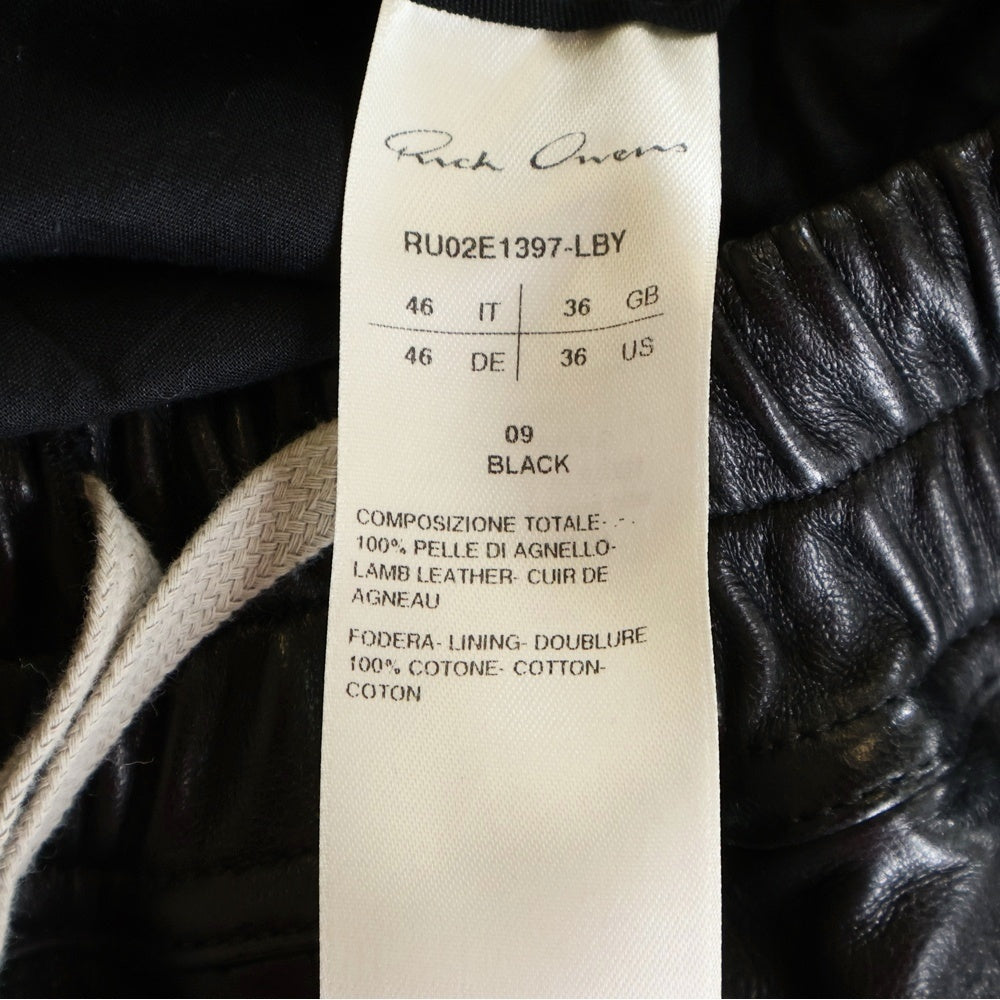 Rick Owens
RU02E1397-LBY
46 IT 36 GB
46 DE 36 US
09
BLACK
COMPOSIZIONE TOTALE- - -
100% PELLE DI AGNELLO-
LAMB LEATHER- CUIR DE
AGNEAU
FODERA- LINING- DOUBLURE
100% COTONE- COTTON-
COTON